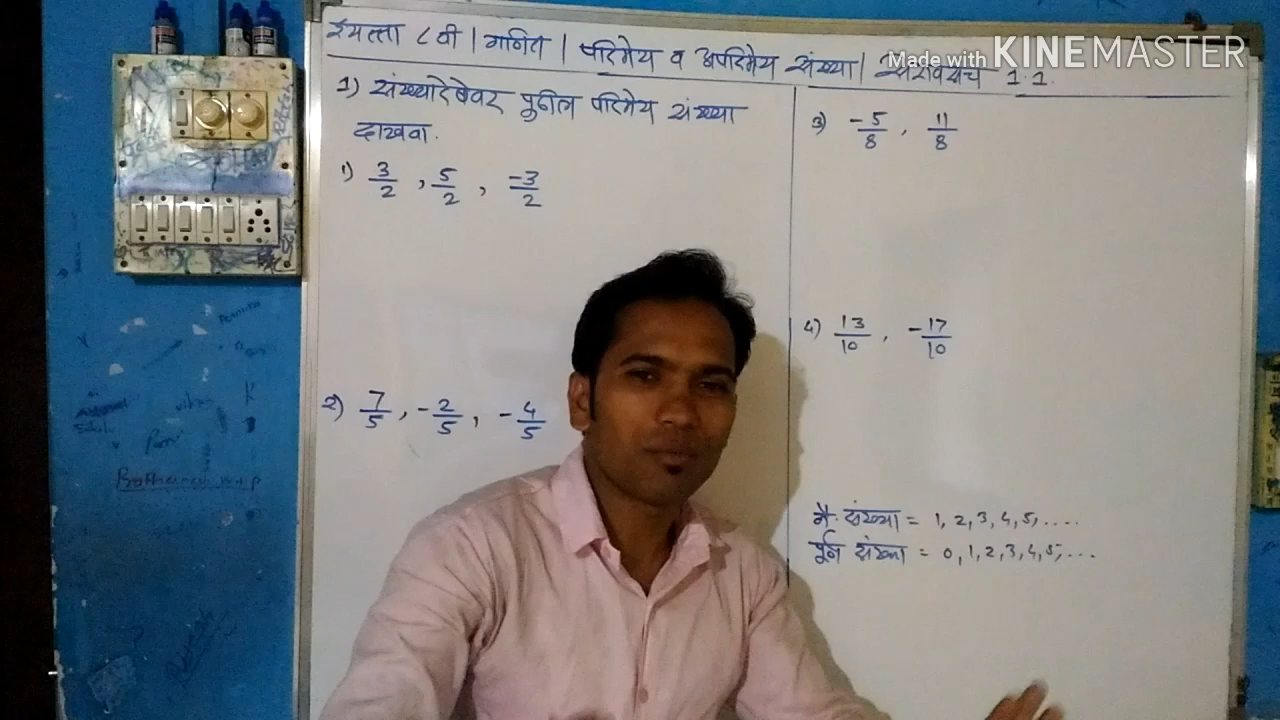 इयत्ता ८ वी | गणित | परिमेय व अपरिमेय संख्या | सरावसंच 1.1.
Made with KINEMASTER
1) संख्यारेषेवर पुढील परिमेय संख्या
दाखवा.
1) 3/2 , 5/2 , -3/2
2) 7/5 , -2/5 , -4/5
3) -5/8 , 11/8
4) 13/10 , -17/10
नै. संख्या = 1, 2, 3, 4, 5, ....
पूर्ण संख्या = 0, 1, 2, 3, 4, 5, ...